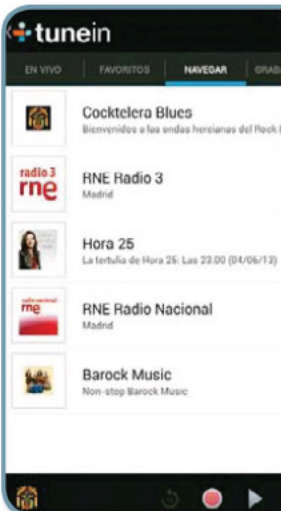 tunein
EN VIVO FAVORITOS NAVEGAR GRAB
Cocktelera Blues
Bienvenidos a las ondas hercianas del Rock
radio 3
rne
RNE Radio 3
Madrid
Hora 25
La tertulia de Hora 25: Las 23.00 (04/06/13)
radio nacional
rne
RNE Radio Nacional
Madrid
Barock Music
Non-stop Barock Music